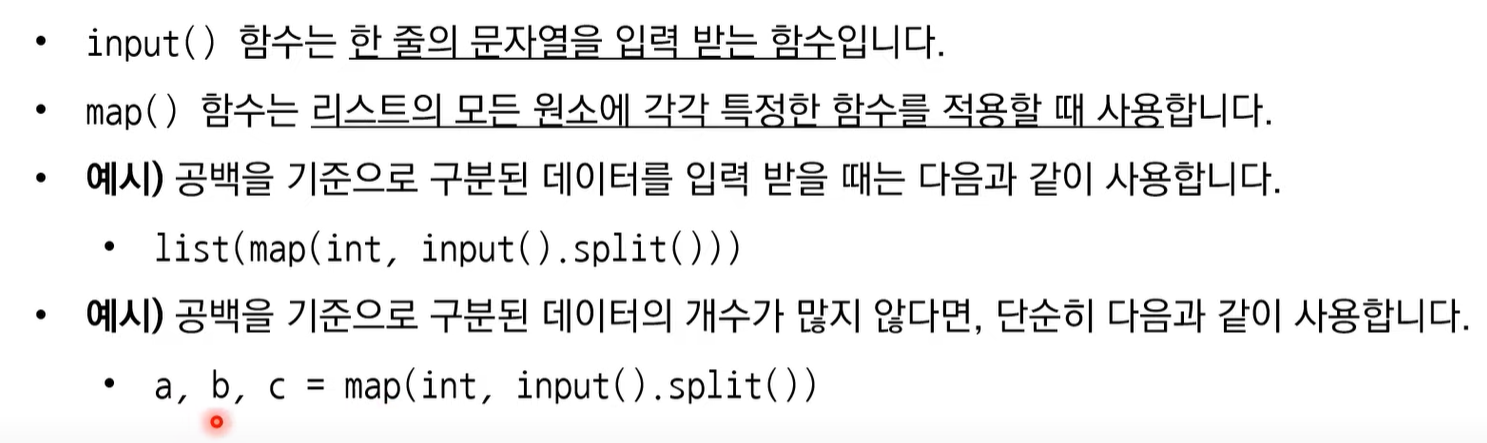 • input() 함수는 한 줄의 문자열을 입력 받는 함수입니다.
• map() 함수는 리스트의 모든 원소에 각각 특정한 함수를 적용할 때 사용합니다.
• 예시) 공백을 기준으로 구분된 데이터를 입력 받을 때는 다음과 같이 사용합니다.
• list(map(int, input().split()))
• 예시) 공백을 기준으로 구분된 데이터의 개수가 많지 않다면, 단순히 다음과 같이 사용합니다.
• a, b, c = map(int, input().split())